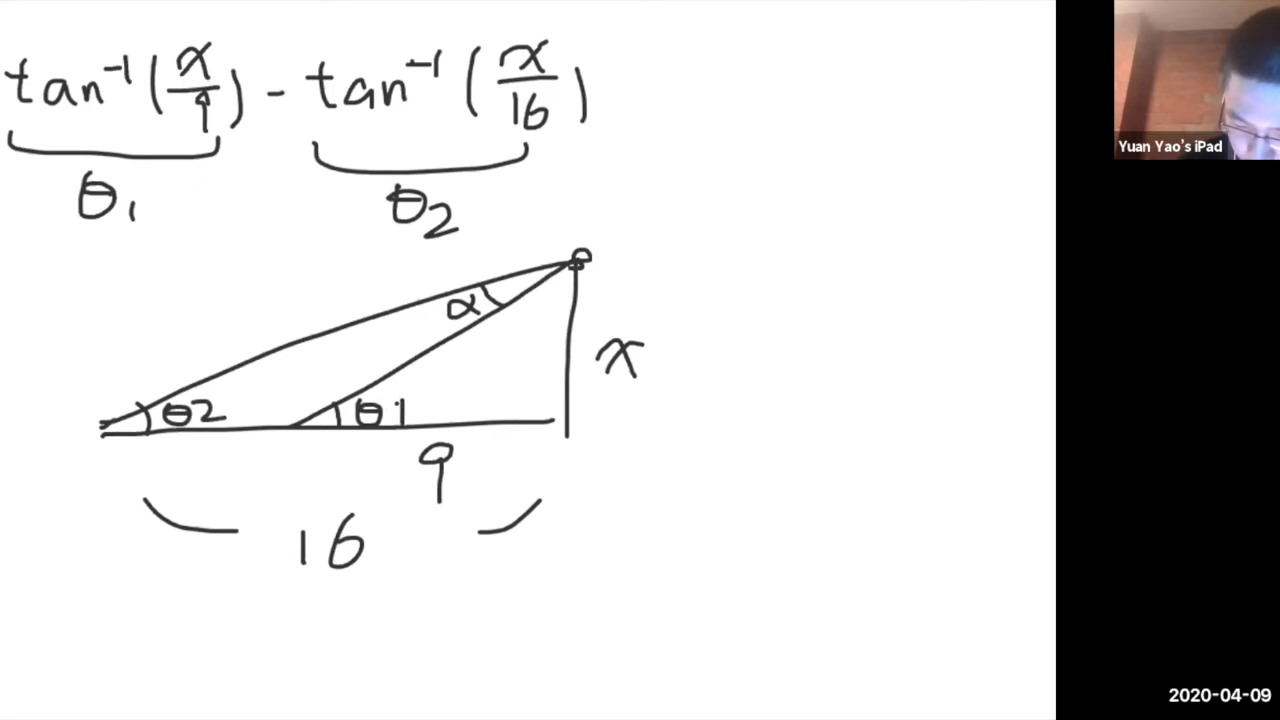 tan⁻¹(x/9) - tan⁻¹(x/16)
θ₁ θ₂
α
x
θ2 θ1
9
16
Yuan Yao's iPad
2020-04-09